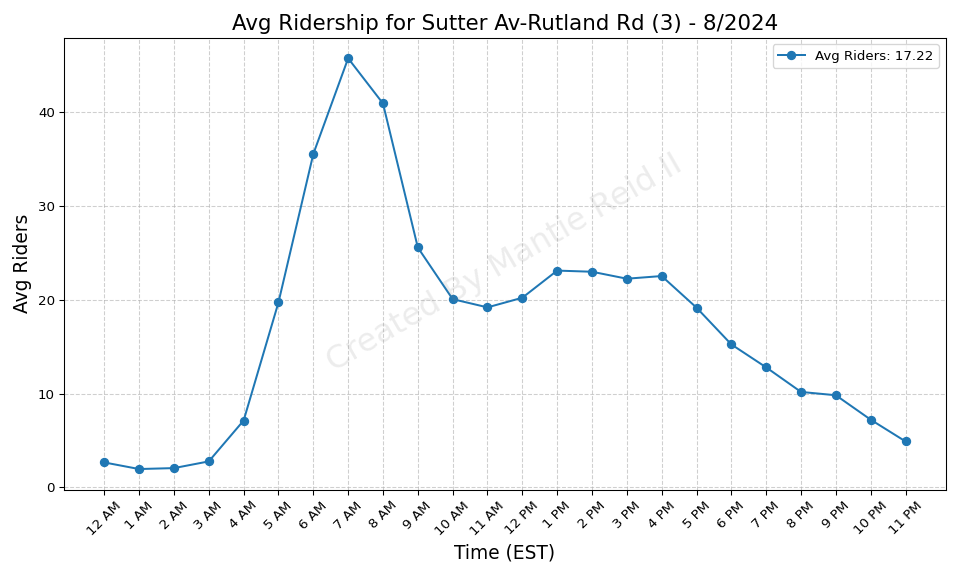 Avg Ridership for Sutter Av-Rutland Rd (3) - 8/2024
Avg Riders: 17.22
Avg Riders
40
30
20
10
0
Created By Mantie Reid II
12 AM
1 AM
2 AM
3 AM
4 AM
5 AM
6 AM
7 AM
8 AM
9 AM
10 AM
11 AM
12 PM
1 PM
2 PM
3 PM
4 PM
5 PM
6 PM
7 PM
8 PM
9 PM
10 PM
11 PM
Time (EST)